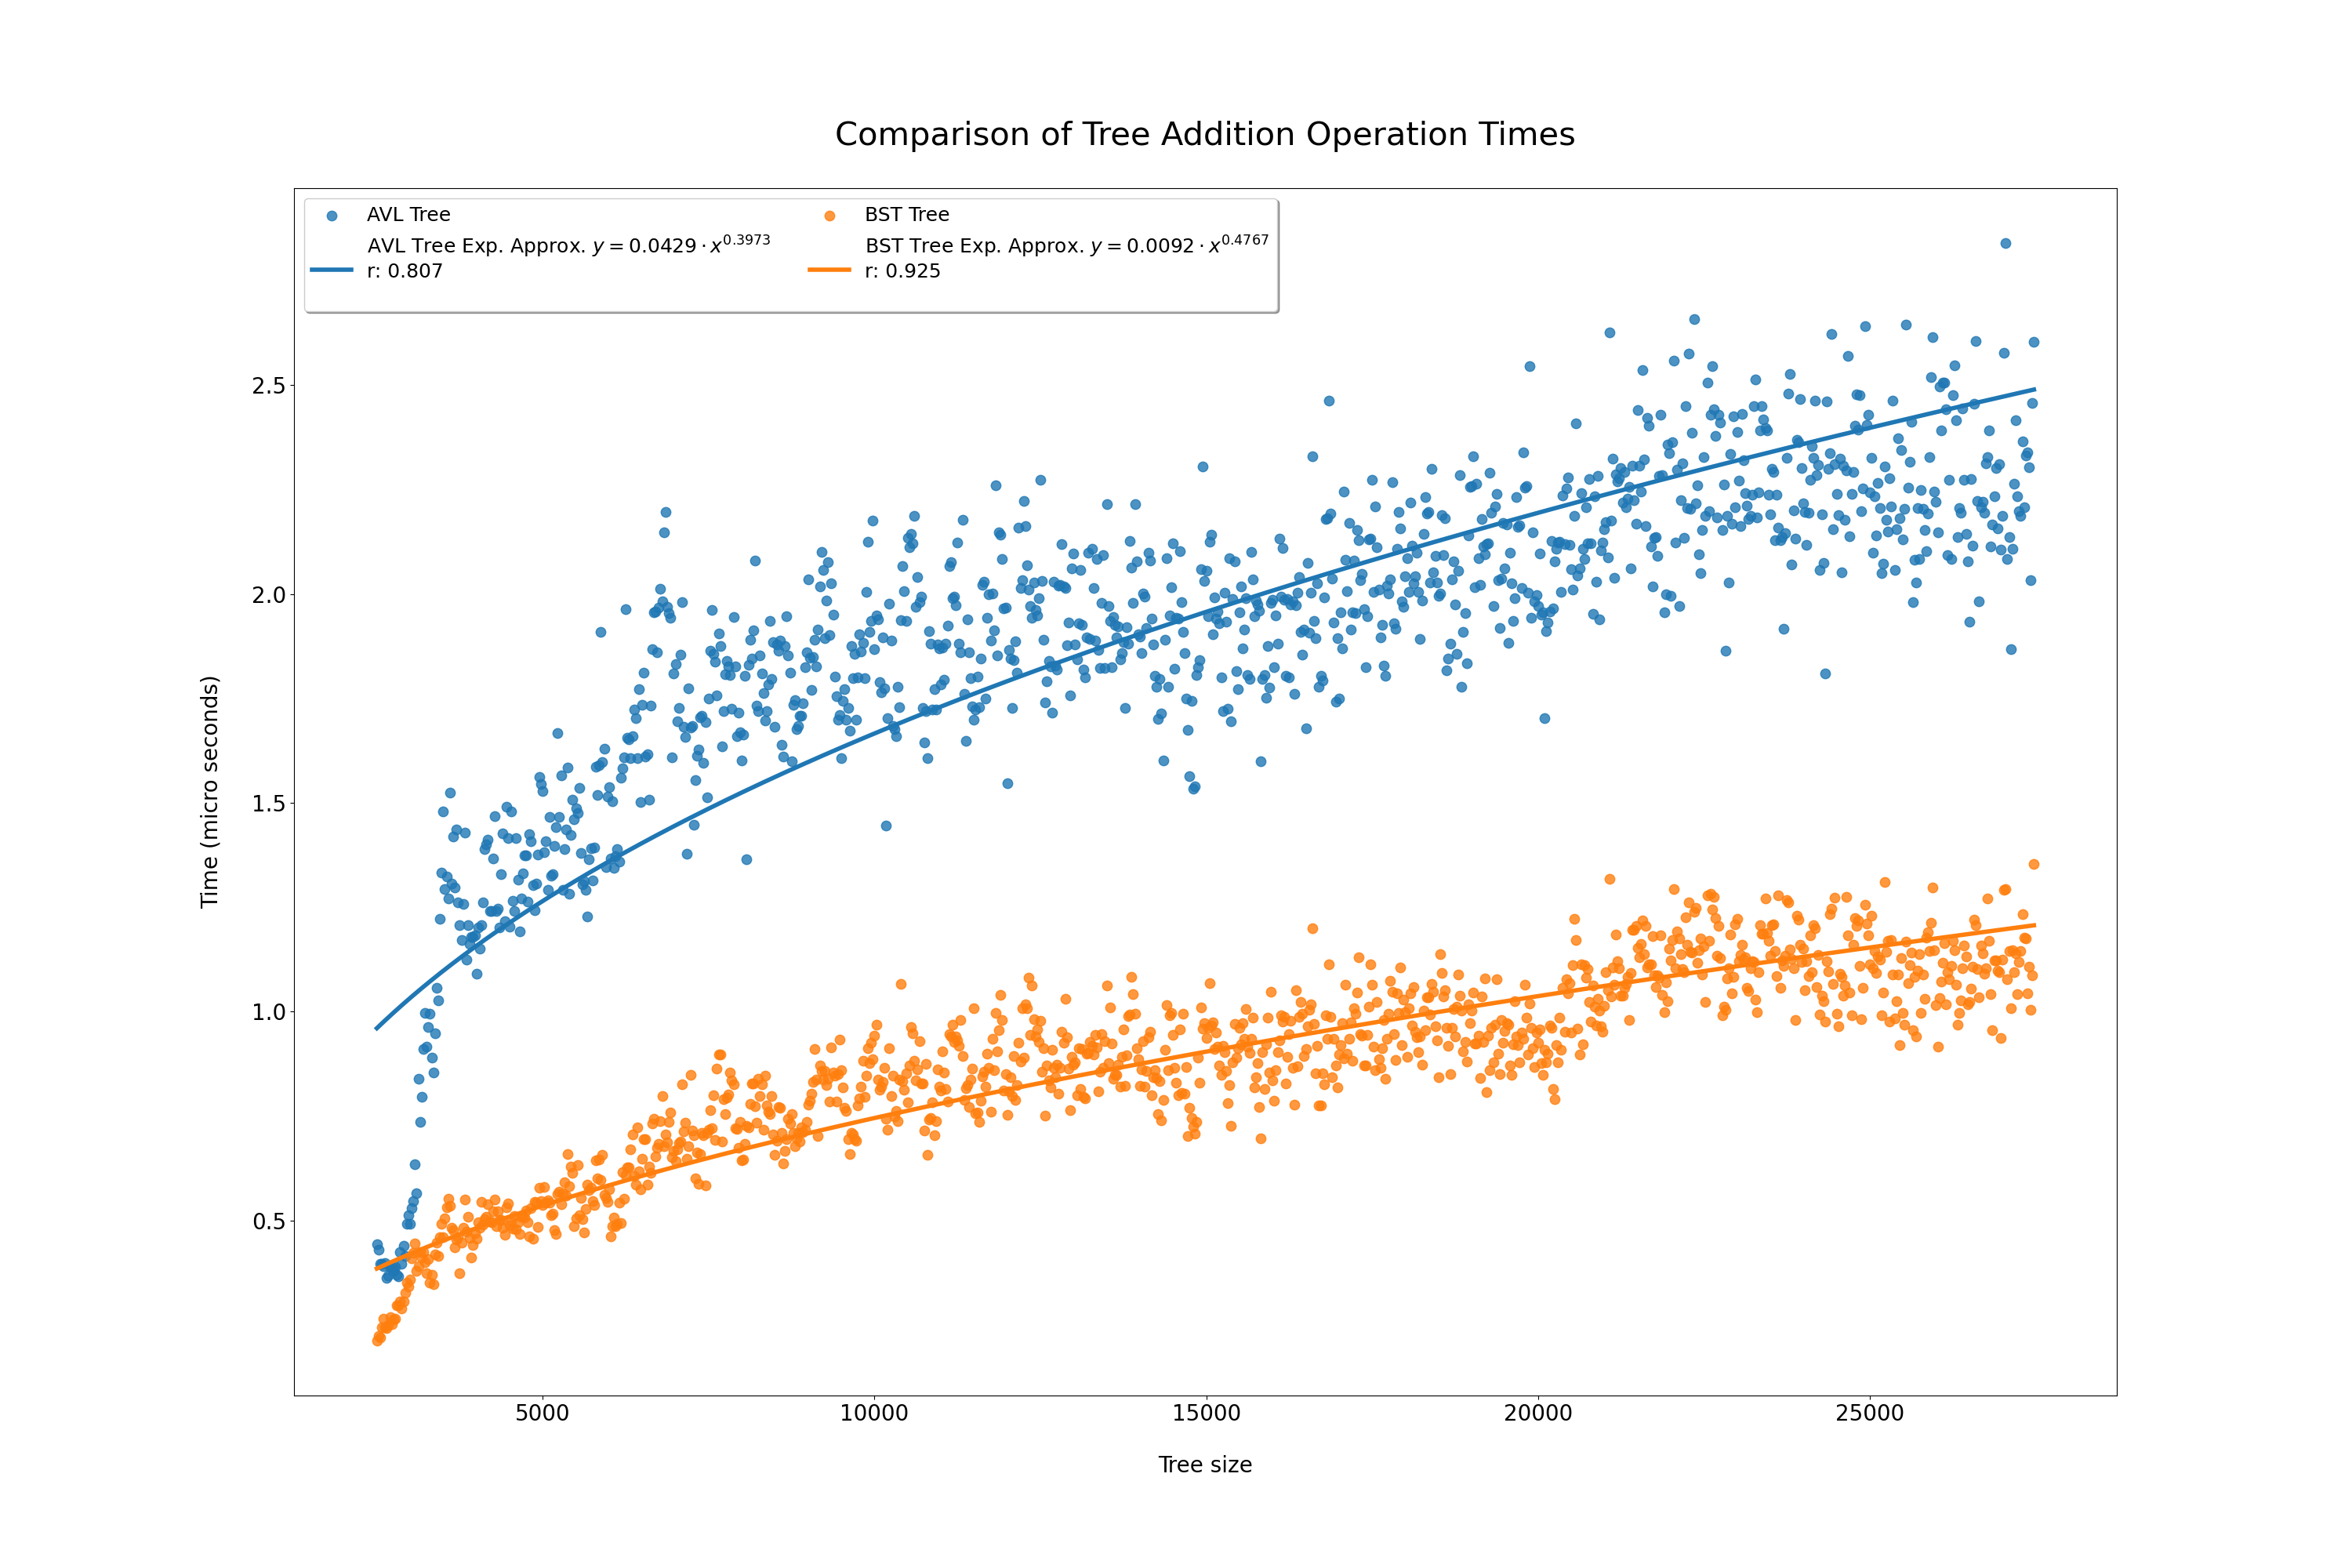 Comparison of Tree Addition Operation Times
AVL Tree
AVL Tree Exp. Approx. y = 0.0429 · x^0.3973
r: 0.807
BST Tree
BST Tree Exp. Approx. y = 0.0092 · x^0.4767
r: 0.925
Time (micro seconds)
2.5
2.0
1.5
1.0
0.5
5000 10000 15000 20000 25000
Tree size